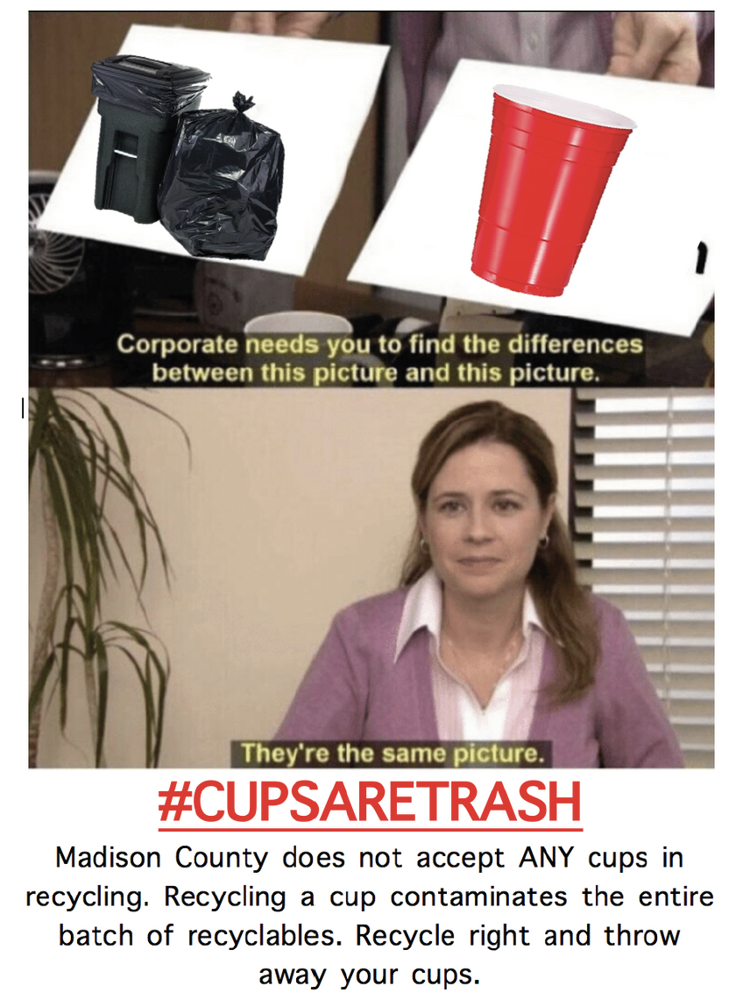 Corporate needs you to find the differences
between this picture and this picture.
They're the same picture.
#CUPSARETRASH
Madison County does not accept ANY cups in
recycling. Recycling a cup contaminates the entire
batch of recyclables. Recycle right and throw
away your cups.